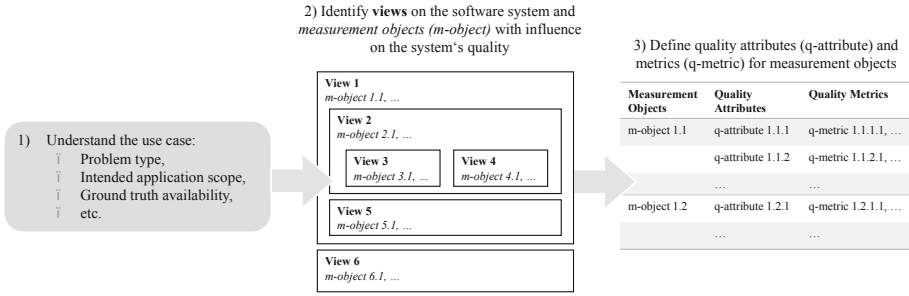 2) Identify views on the software system and
measurement objects (m-object) with influence
on the system‘s quality
3) Define quality attributes (q-attribute) and
metrics (q-metric) for measurement objects
1) Understand the use case:
ï Problem type,
ï Intended application scope,
ï Ground truth availability,
ï etc.
View 1
m-object 1.1, …
View 2
m-object 2.1, …
View 3
m-object 3.1, …
View 4
m-object 4.1, …
View 5
m-object 5.1, …
View 6
m-object 6.1, …
Measurement Objects Quality Attributes Quality Metrics
m-object 1.1 q-attribute 1.1.1 q-metric 1.1.1.1, …
q-attribute 1.1.2 q-metric 1.1.2.1, …
… …
m-object 1.2 q-attribute 1.2.1 q-metric 1.2.1.1, …
… …